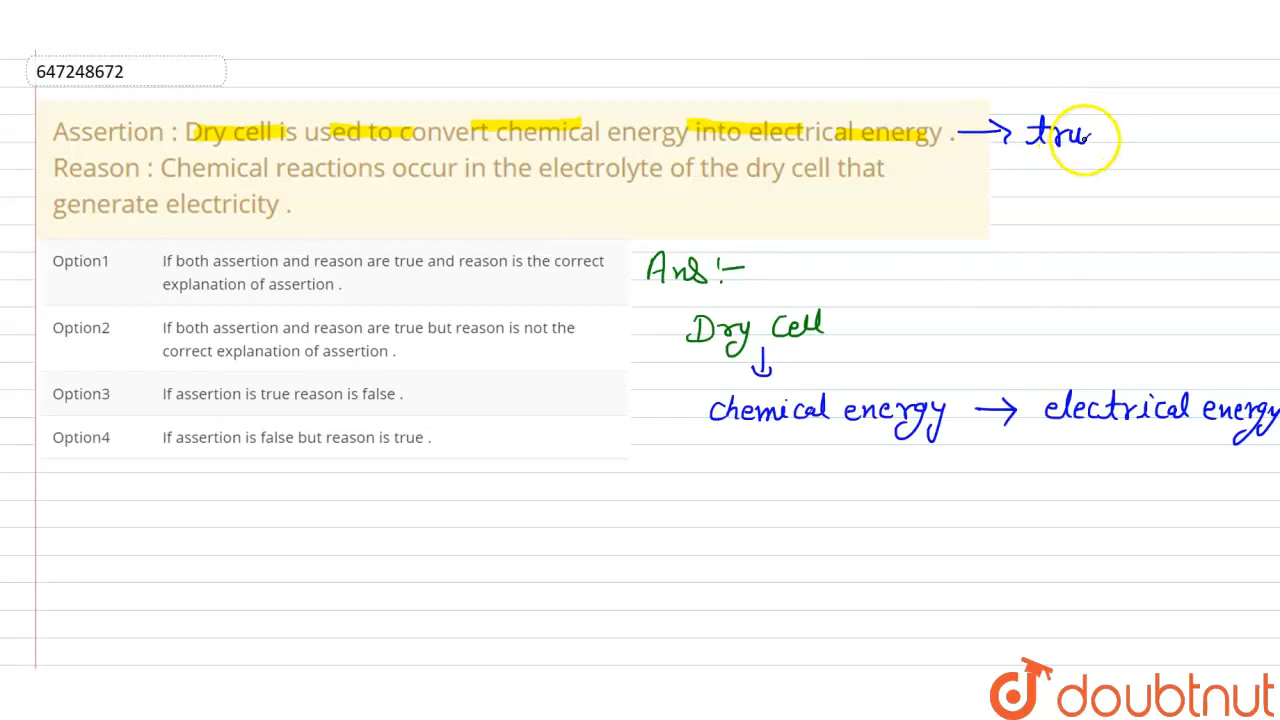 647248672
Assertion : Dry cell is used to convert chemical energy into electrical energy . → tru
Reason : Chemical reactions occur in the electrolyte of the dry cell that
generate electricity .
Option1 If both assertion and reason are true and reason is the correct
explanation of assertion .
Option2 If both assertion and reason are true but reason is not the
correct explanation of assertion .
Option3 If assertion is true reason is false .
Option4 If assertion is false but reason is true .
Ans :-
Dry Cell
↓
chemical energy → electrical energy
doubtnut